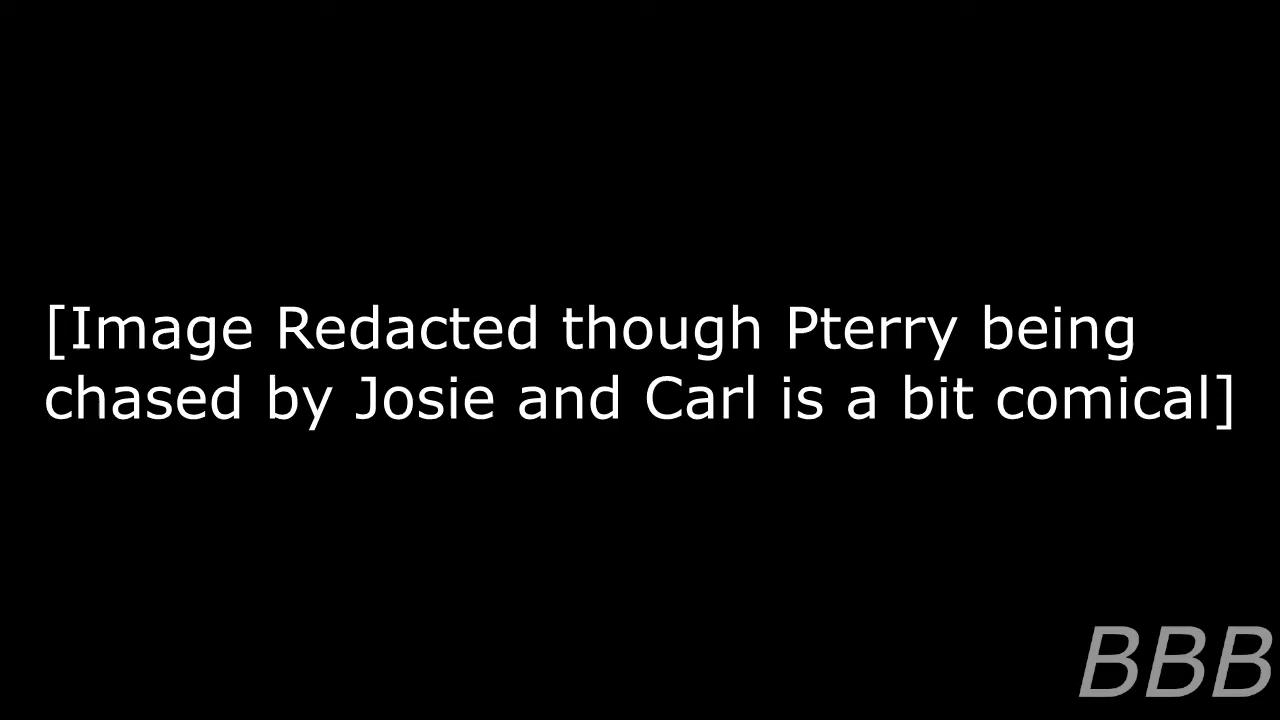 [Image Redacted though Pterry being
chased by Josie and Carl is a bit comical]
BBB